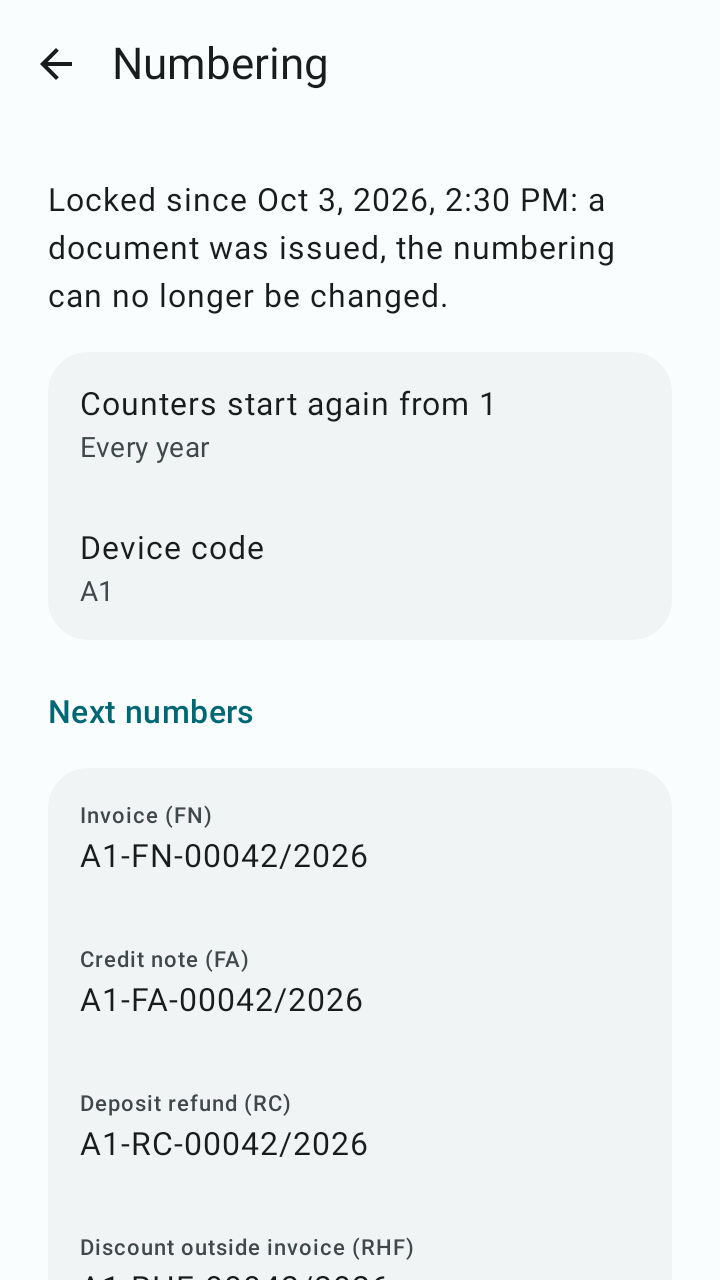 Numbering
Locked since Oct 3, 2026, 2:30 PM: a
document was issued, the numbering
can no longer be changed.
Counters start again from 1
Every year
Device code
A1
Next numbers
Invoice (FN)
A1-FN-00042/2026
Credit note (FA)
A1-FA-00042/2026
Deposit refund (RC)
A1-RC-00042/2026
Discount outside invoice (RHF)